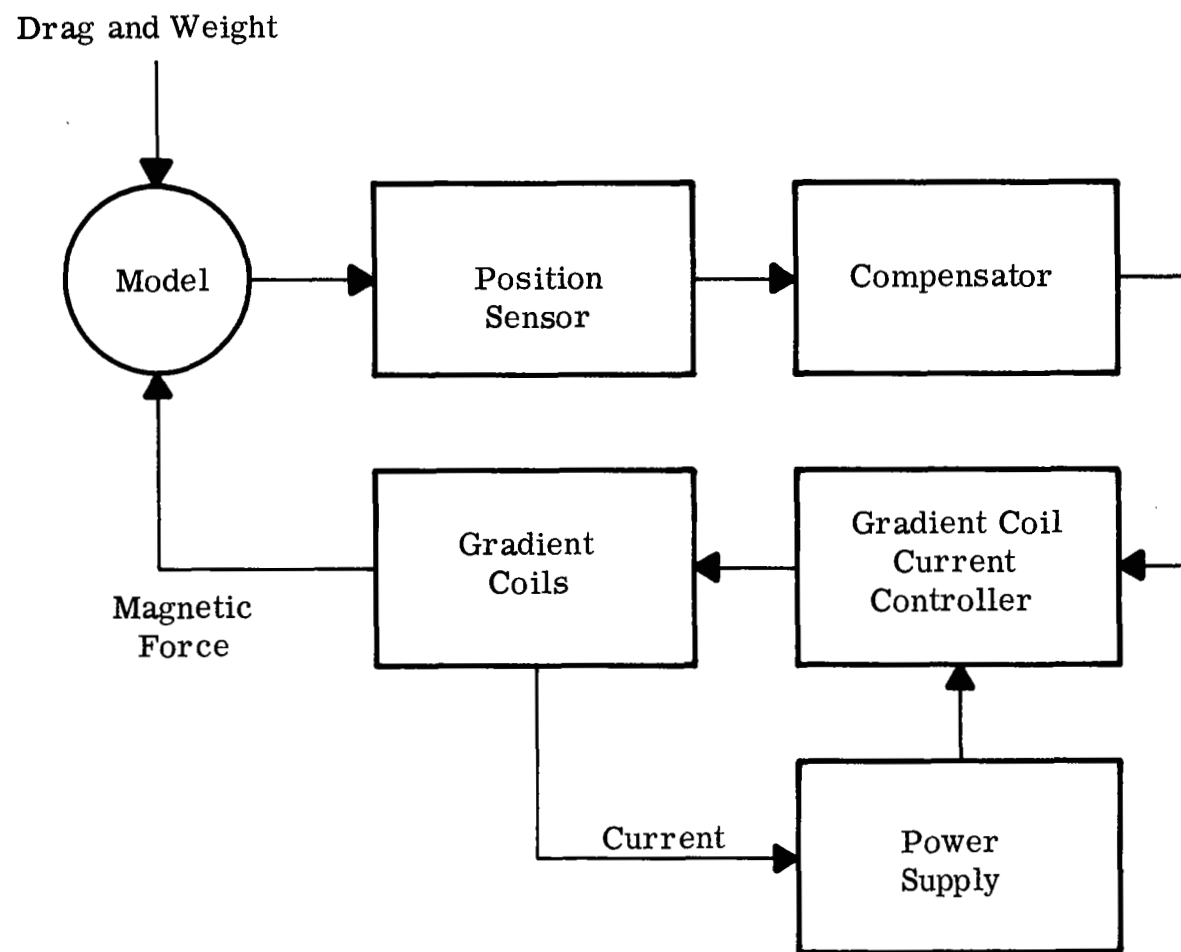 Drag and Weight
Model
Position
Sensor
Compensator
Gradient
Coils
Gradient Coil
Current
Controller
Magnetic
Force
Current
Power
Supply